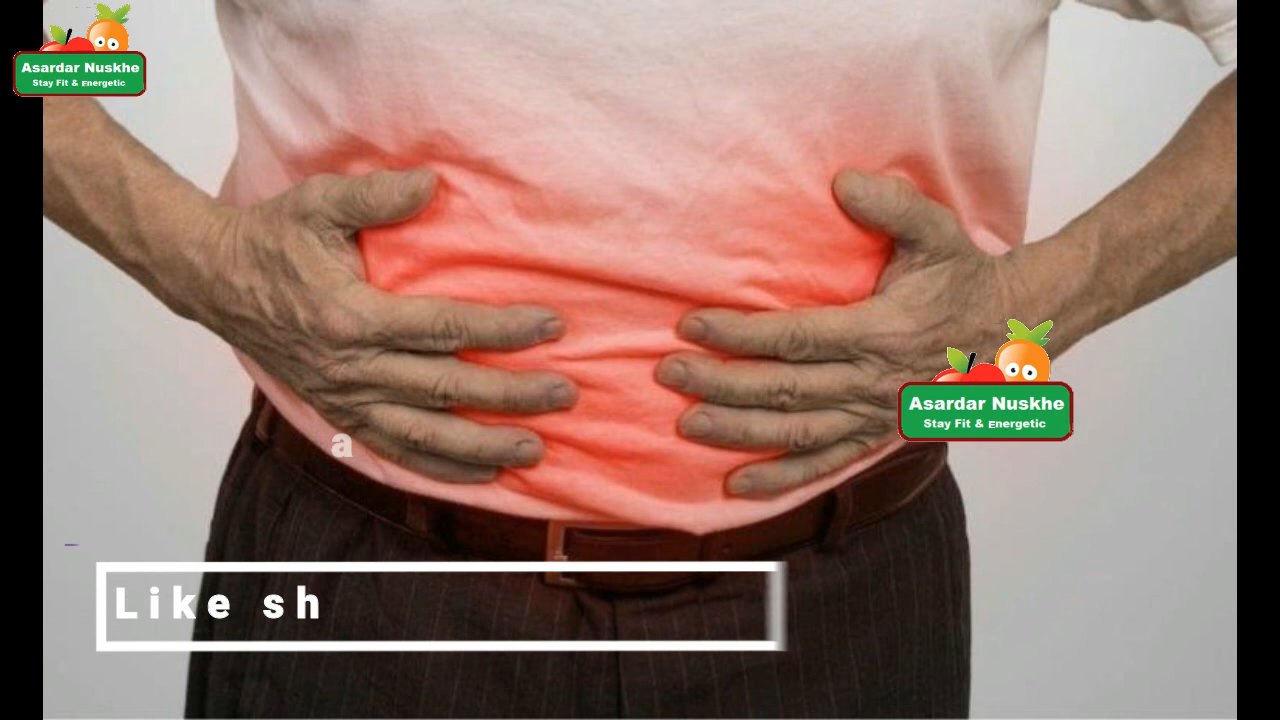 Asardar Nuskhe
Stay Fit & Energetic
Asardar Nuskhe
Stay Fit & Energetic
a
Like sh